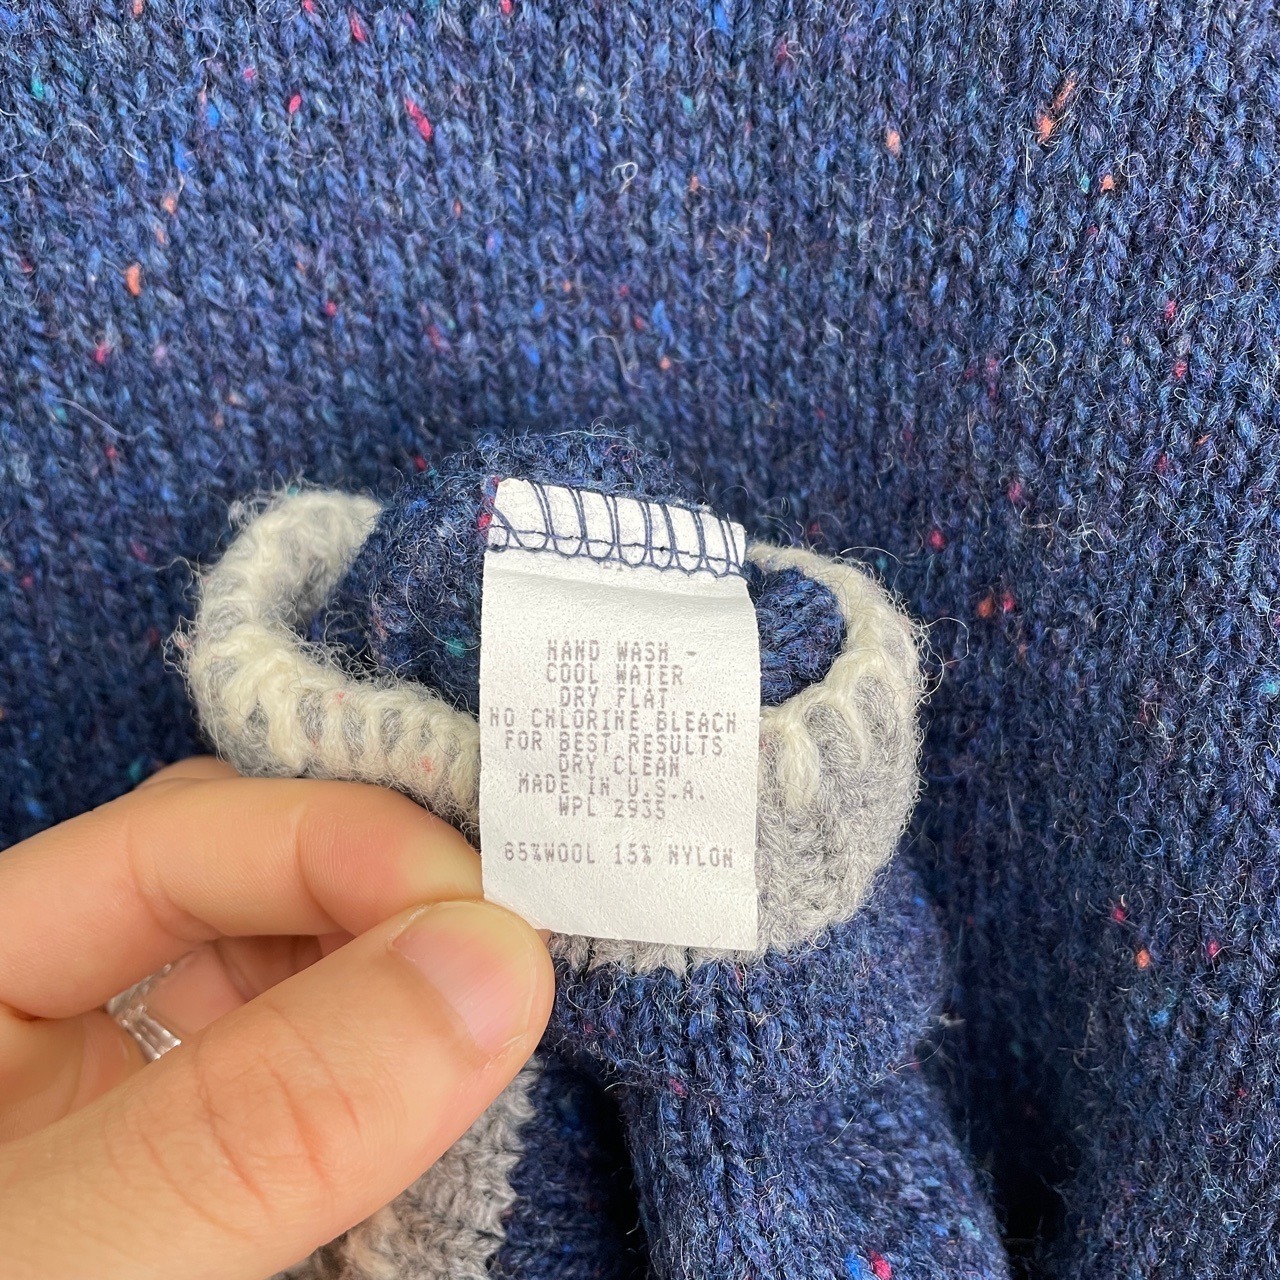 HAND WASH -
COOL WATER
DRY FLAT
NO CHLORINE BLEACH
FOR BEST RESULTS
DRY CLEAN
MADE IN U.S.A.
WPL 2935
85%WOOL 15% NYLON